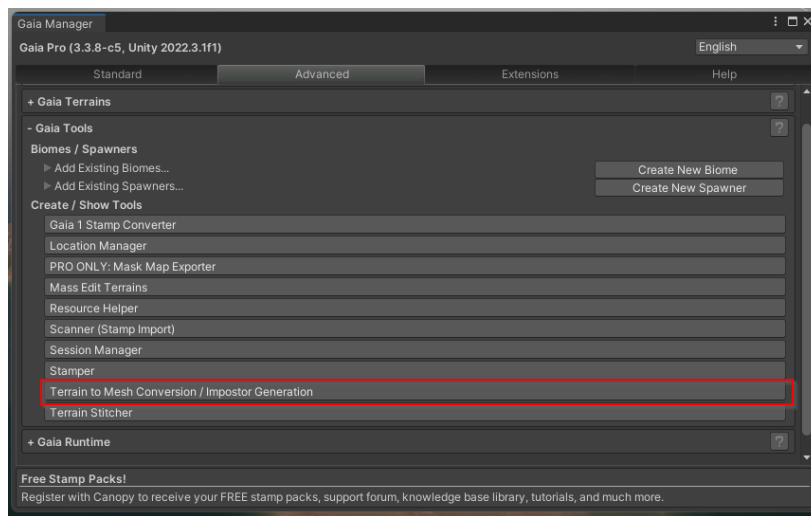 Gaia Manager
Gaia Pro (3.3.8-c5, Unity 2022.3.1f1)
English
Standard
Advanced
Extensions
Help
+ Gaia Terrains
?
- Gaia Tools
?
Biomes / Spawners
Add Existing Biomes...
Create New Biome
Add Existing Spawners...
Create New Spawner
Create / Show Tools
Gaia 1 Stamp Converter
Location Manager
PRO ONLY: Mask Map Exporter
Mass Edit Terrains
Resource Helper
Scanner (Stamp Import)
Session Manager
Stamper
Terrain to Mesh Conversion / Impostor Generation
Terrain Stitcher
+ Gaia Runtime
?
Free Stamp Packs!
Register with Canopy to receive your FREE stamp packs, support forum, knowledge base library, tutorials, and much more.